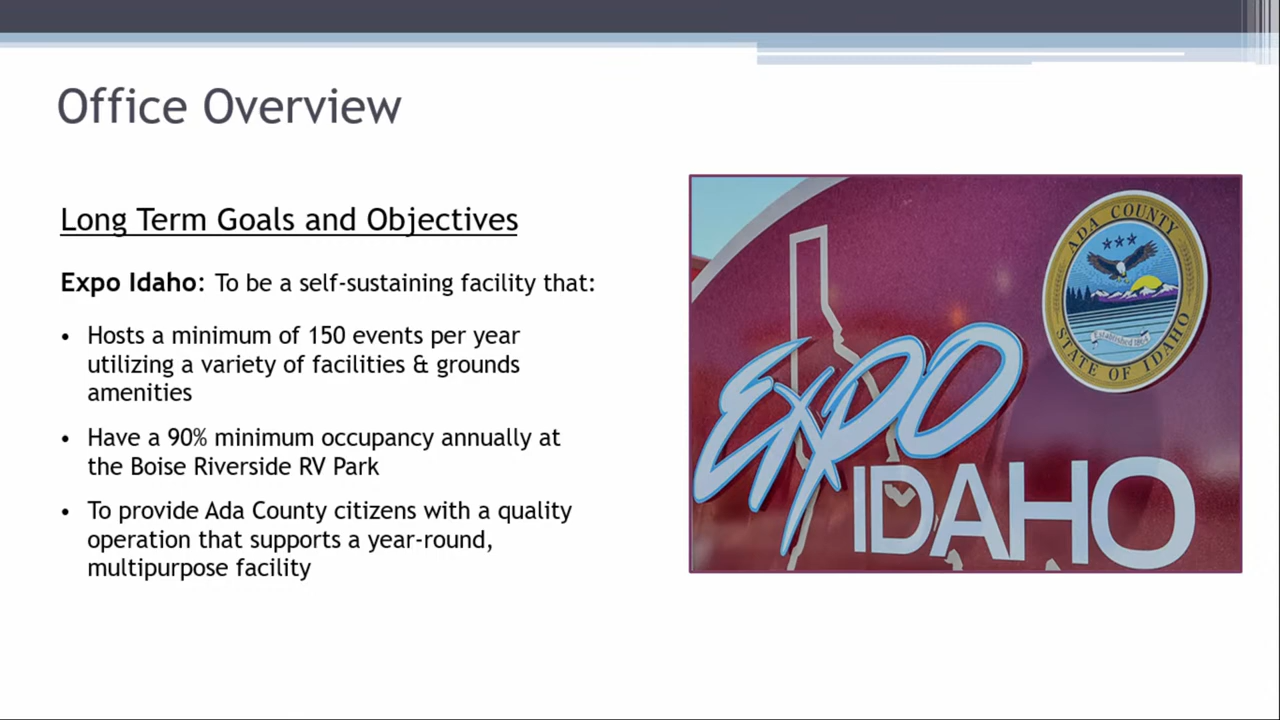 Office Overview
Long Term Goals and Objectives
Expo Idaho: To be a self-sustaining facility that:
• Hosts a minimum of 150 events per year
utilizing a variety of facilities & grounds
amenities
• Have a 90% minimum occupancy annually at
the Boise Riverside RV Park
• To provide Ada County citizens with a quality
operation that supports a year-round,
multipurpose facility
ADA COUNTY
Established 1864
STATE OF IDAHO
EXPO
IDAHO